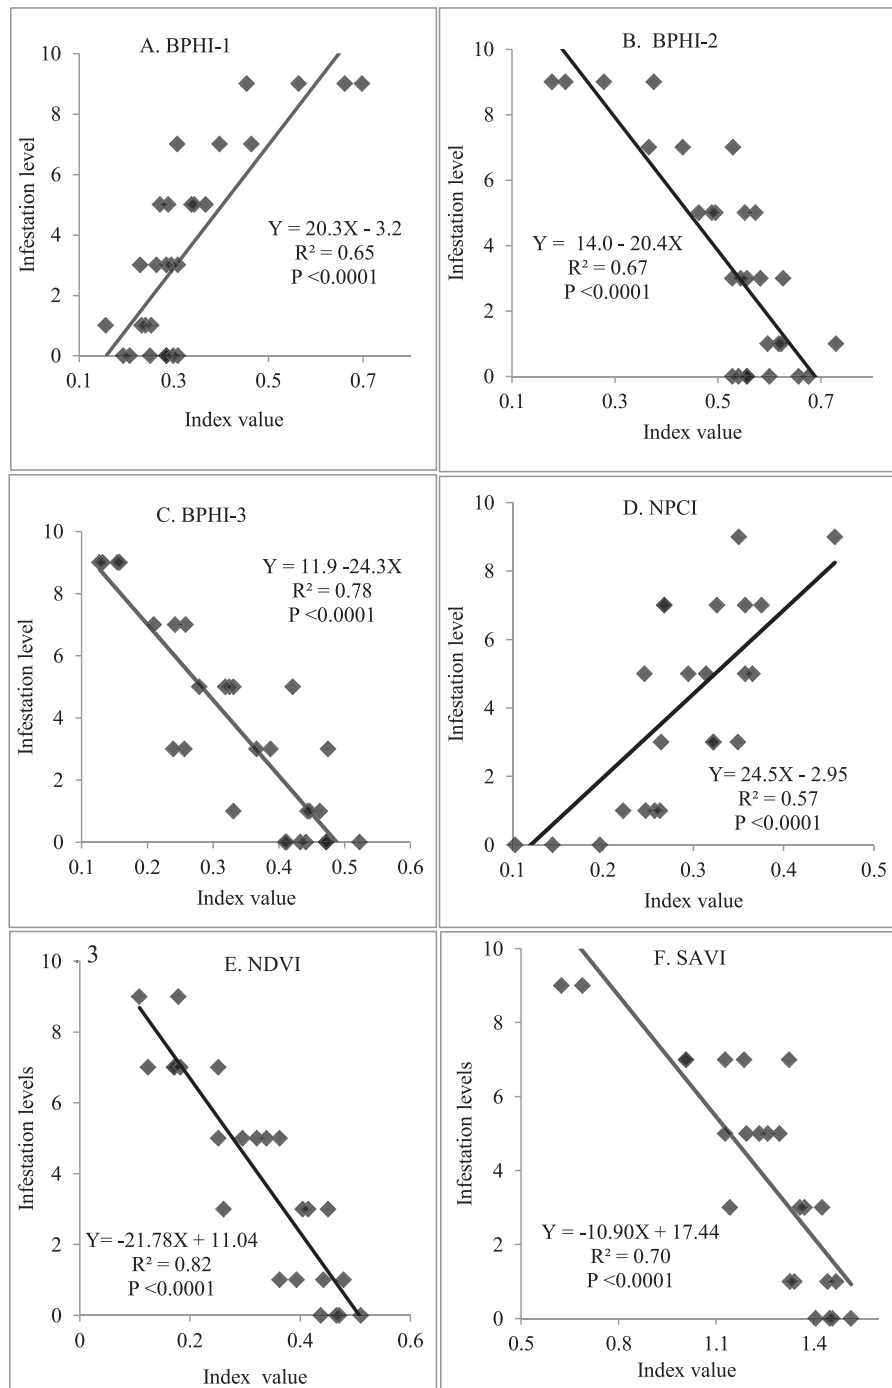 A. BPHI-1
10
8
6
4
2
0
Infestation level
Y = 20.3X - 3.2
R² = 0.65
P <0.0001
0.1 0.3 0.5 0.7
Index value
B. BPHI-2
10
8
6
4
2
0
Infestation level
Y = 14.0 - 20.4X
R² = 0.67
P <0.0001
0.1 0.3 0.5 0.7
Index value
C. BPHI-3
10
8
6
4
2
0
Infestation level
Y = 11.9 -24.3X
R² = 0.78
P <0.0001
0.1 0.2 0.3 0.4 0.5 0.6
Index value
D. NPCI
10
8
6
4
2
0
Infestation level
Y= 24.5X - 2.95
R² = 0.57
P <0.0001
0.1 0.2 0.3 0.4 0.5
Index value
3
E. NDVI
10
8
6
4
2
0
Infestation levels
Y= -21.78X + 11.04
R² = 0.82
P <0.0001
0 0.2 0.4 0.6
Index value
F. SAVI
10
8
6
4
2
0
Infestation levels
Y = -10.90X + 17.44
R² = 0.70
P <0.0001
0.5 0.8 1.1 1.4
Index value